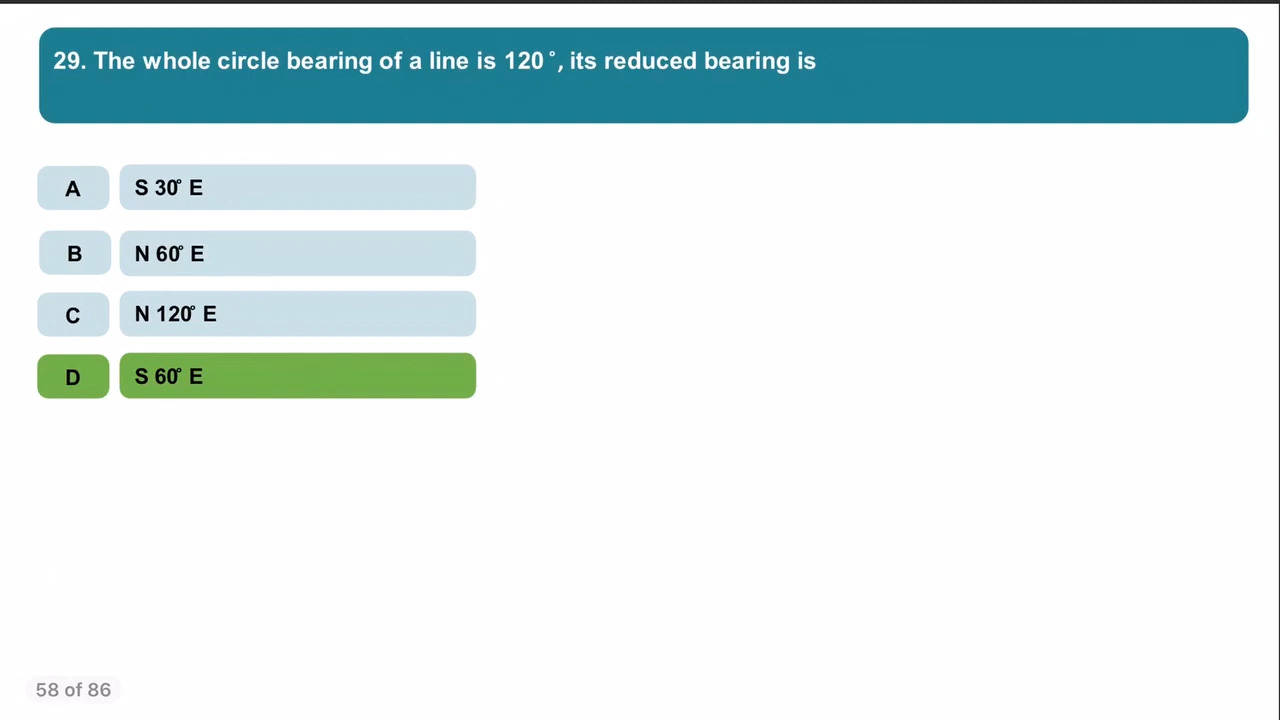 29. The whole circle bearing of a line is 120˚, its reduced bearing is
A S 30˚ E
B N 60˚ E
C N 120˚ E
D S 60˚ E
58 of 86